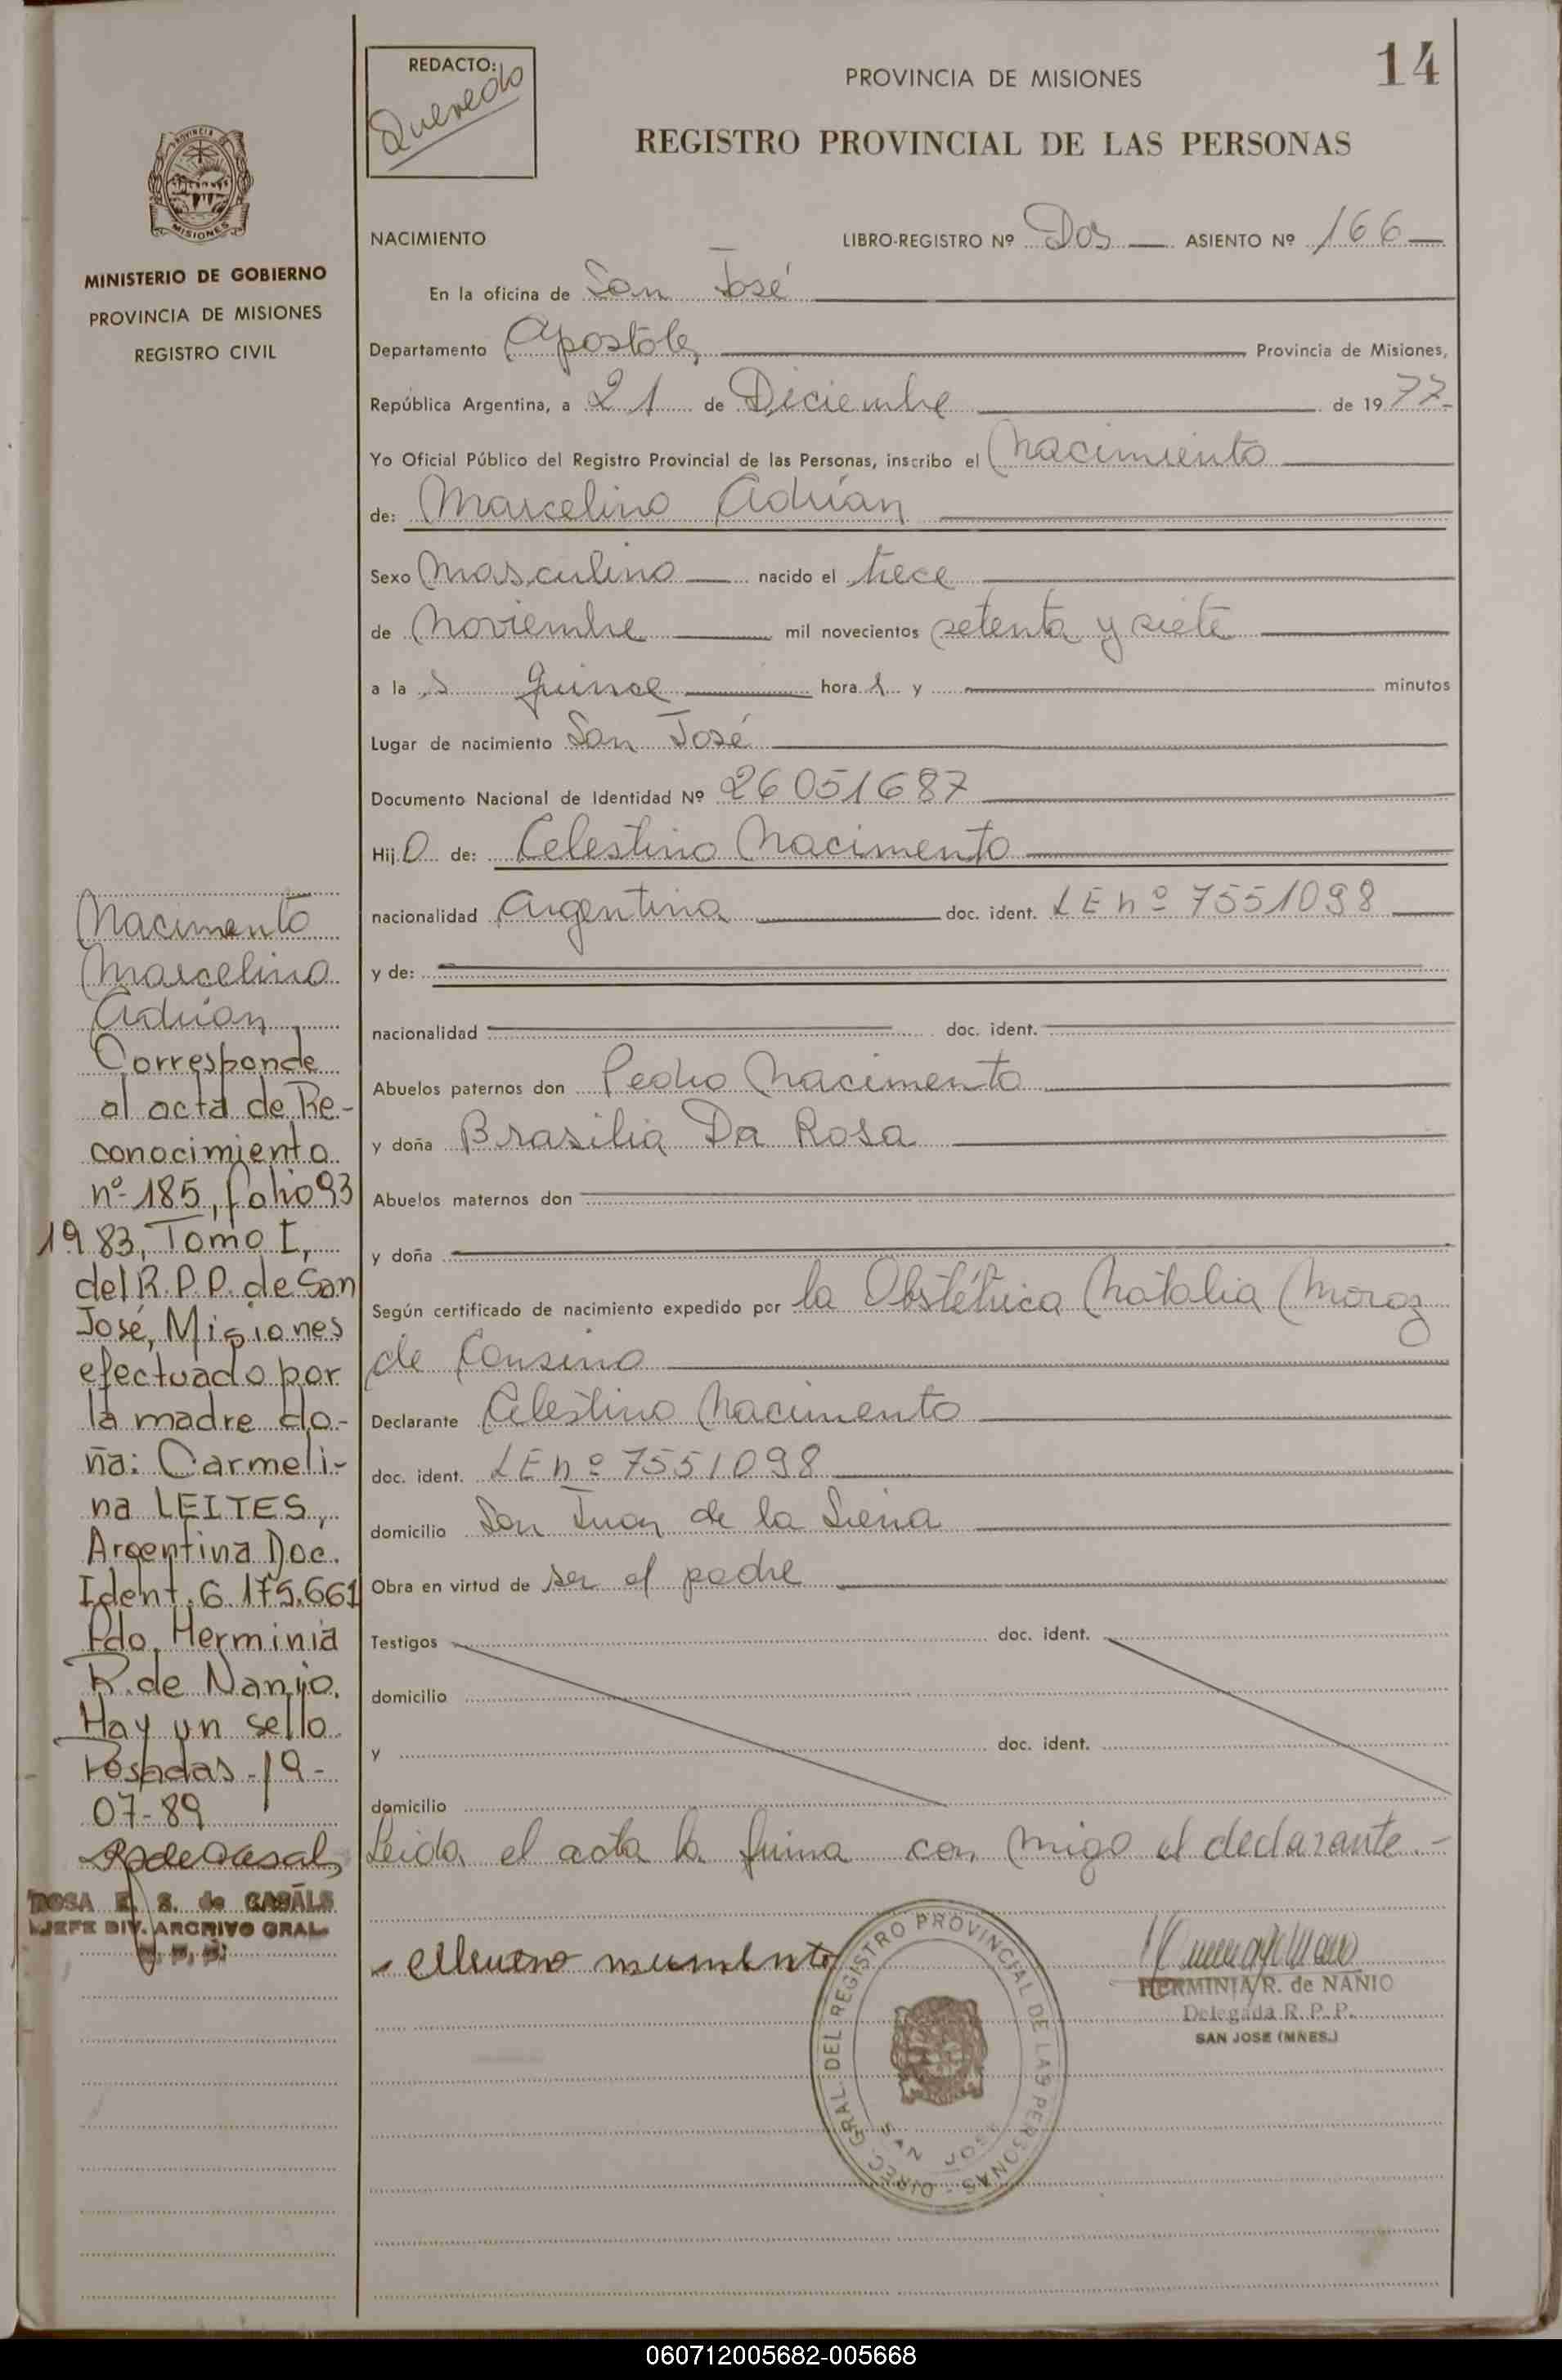 REDACTO:
Quevedo
PROVINCIA DE MISIONES
14
REGISTRO PROVINCIAL DE LAS PERSONAS
PROVINCIA
MISIONES
MINISTERIO DE GOBIERNO
PROVINCIA DE MISIONES
REGISTRO CIVIL
NACIMIENTO LIBRO-REGISTRO Nº Dos ASIENTO Nº 166
En la oficina de San José
Departamento Apostoles Provincia de Misiones,
República Argentina, a 21 de Diciembre de 1977
Yo Oficial Público del Registro Provincial de las Personas, inscribo el Nacimiento
de: Marcelino Adrian
Sexo Masculino nacido el trece
de Noviembre mil novecientos setenta y siete
a la s quince hora s y minutos
Lugar de nacimiento San José
Documento Nacional de Identidad Nº 26051687
Hijo de: Celestino Nacimento
nacionalidad Argentina doc. ident. LE nº 7551098
y de:
nacionalidad doc. ident.
Abuelos paternos don Pedro Nacimento
y doña Brasilia Da Rosa
Abuelos maternos don
y doña
Según certificado de nacimiento expedido por la Obstétrica Natalia Moroz
de Consino
Declarante Celestino Nacimento
doc. ident. LE nº 7551098
domicilio San Juan de la Sierra
Obra en virtud de ser el padre
Testigos doc. ident.
domicilio
y doc. ident.
domicilio
Leida el acta la firma con migo el declarante.-
Nacimento
Marcelino
Adrian
Corresponde
al acta de Re-
conocimiento
nº 185, folio 93
1983, Tomo I,
del R.P.P. de San
José, Misiones
efectuado por
la madre do-
ña: Carmeli-
na LEITES,
Argentina Doc.
Ident. 6.175.661
Fdo. Herminia
R. de Nanio.
Hay un sello
Posadas-19-
07-89
ROSA E. S. de CASALS
JEFE DIV. ARCHIVO GRAL.
R. P. P.
DIREC. GRAL. DEL REGISTRO PROVINCIAL DE LAS PERSONAS
SAN JOSE
HERMINIA R. de NAÑIO
Delegada R. P. P.
SAN JOSE (MNES.)
060712005682-005668